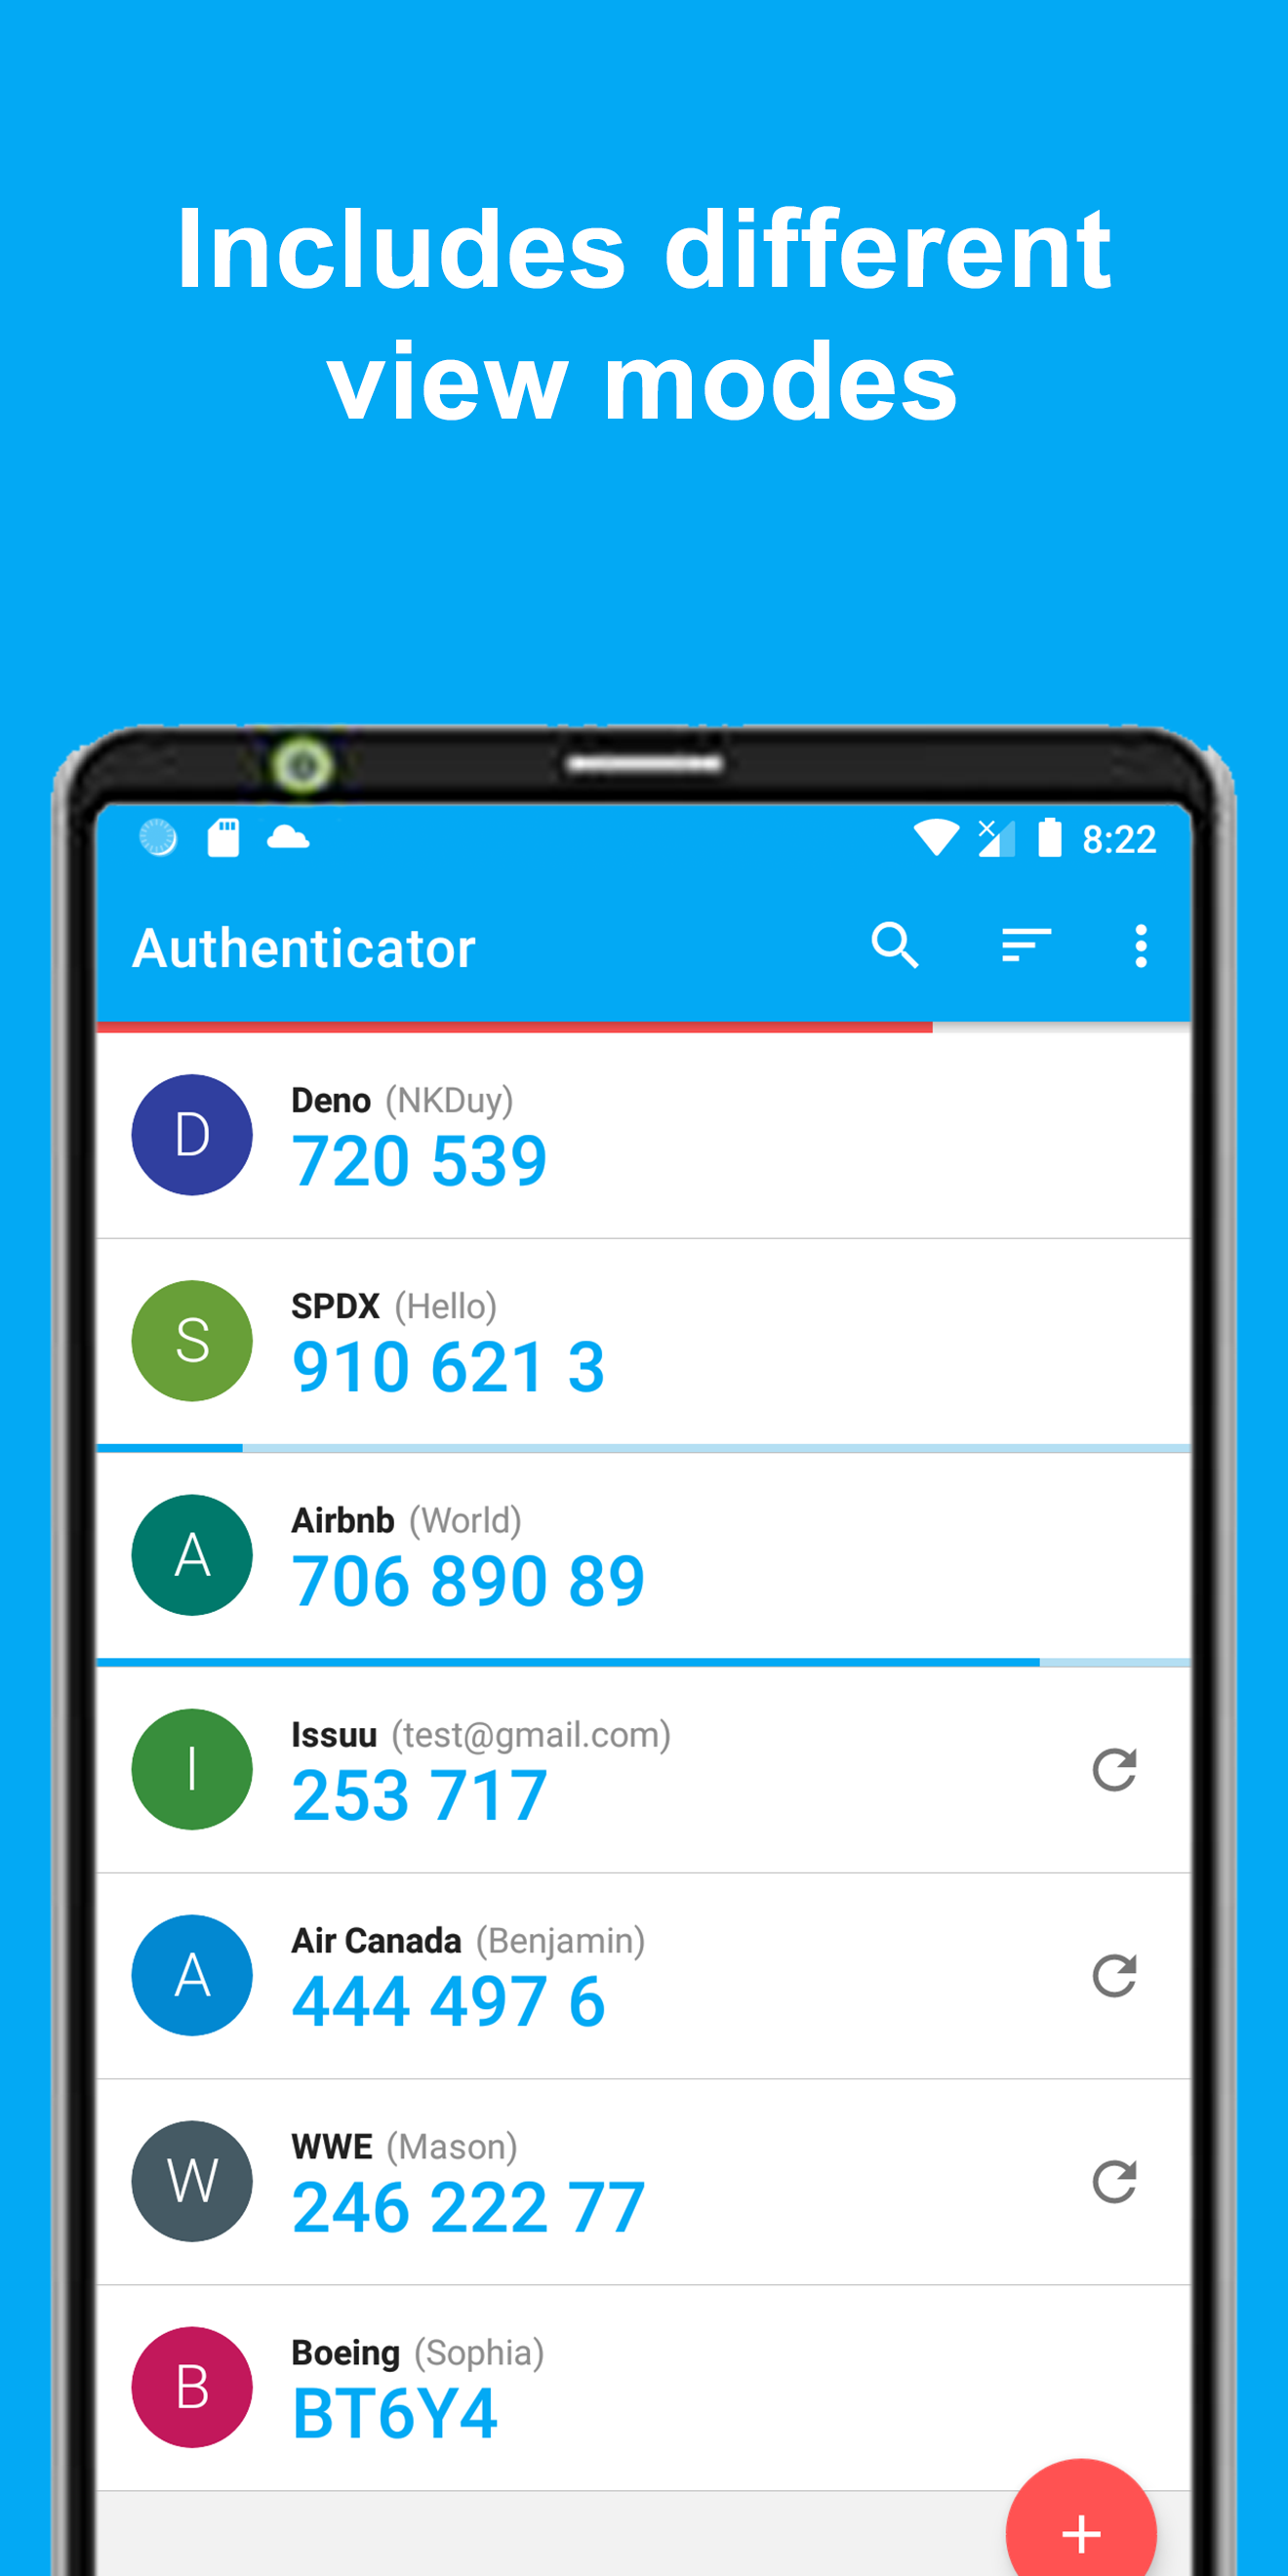 Includes different
view modes
8:22
Authenticator
D
Deno (NKDuy)
720 539
S
SPDX (Hello)
910 621 3
A
Airbnb (World)
706 890 89
I
Issuu (test@gmail.com)
253 717
A
Air Canada (Benjamin)
444 497 6
W
WWE (Mason)
246 222 77
B
Boeing (Sophia)
BT6Y4
+